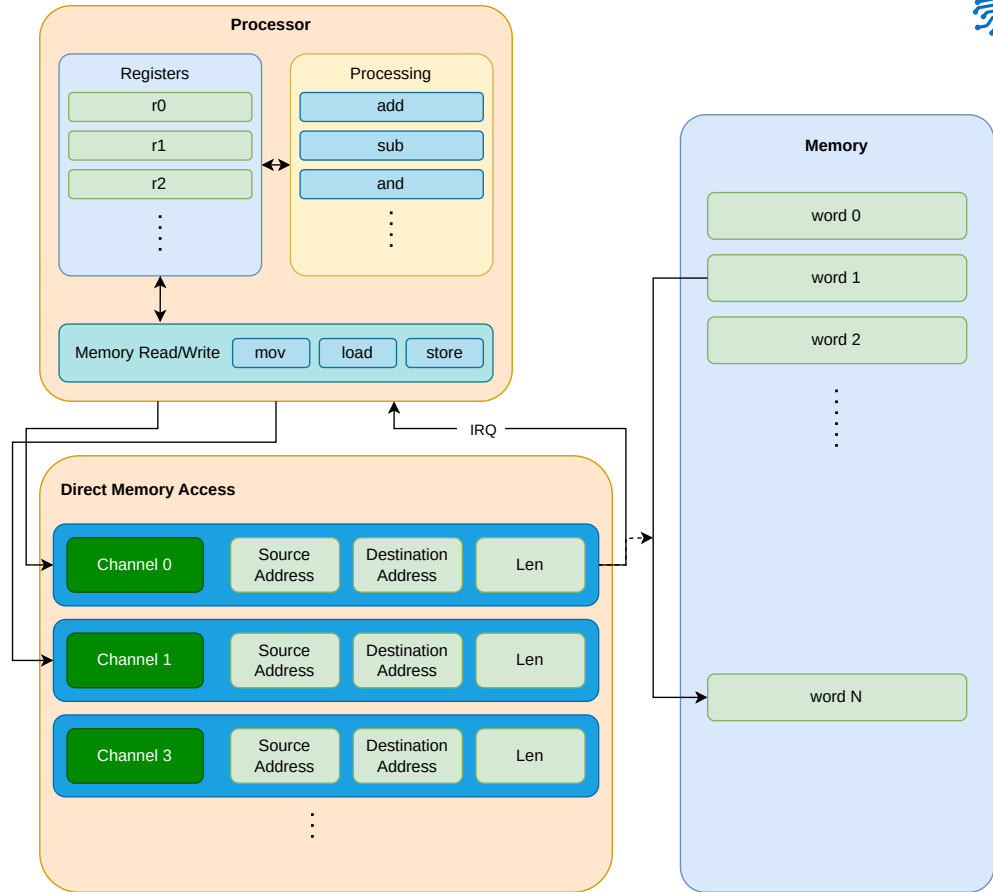 Processor
Registers
r0
r1
r2
Processing
add
sub
and
Memory Read/Write
mov
load
store
IRQ
Direct Memory Access
Channel 0
Source
Address
Destination
Address
Len
Channel 1
Source
Address
Destination
Address
Len
Channel 3
Source
Address
Destination
Address
Len
Memory
word 0
word 1
word 2
word N